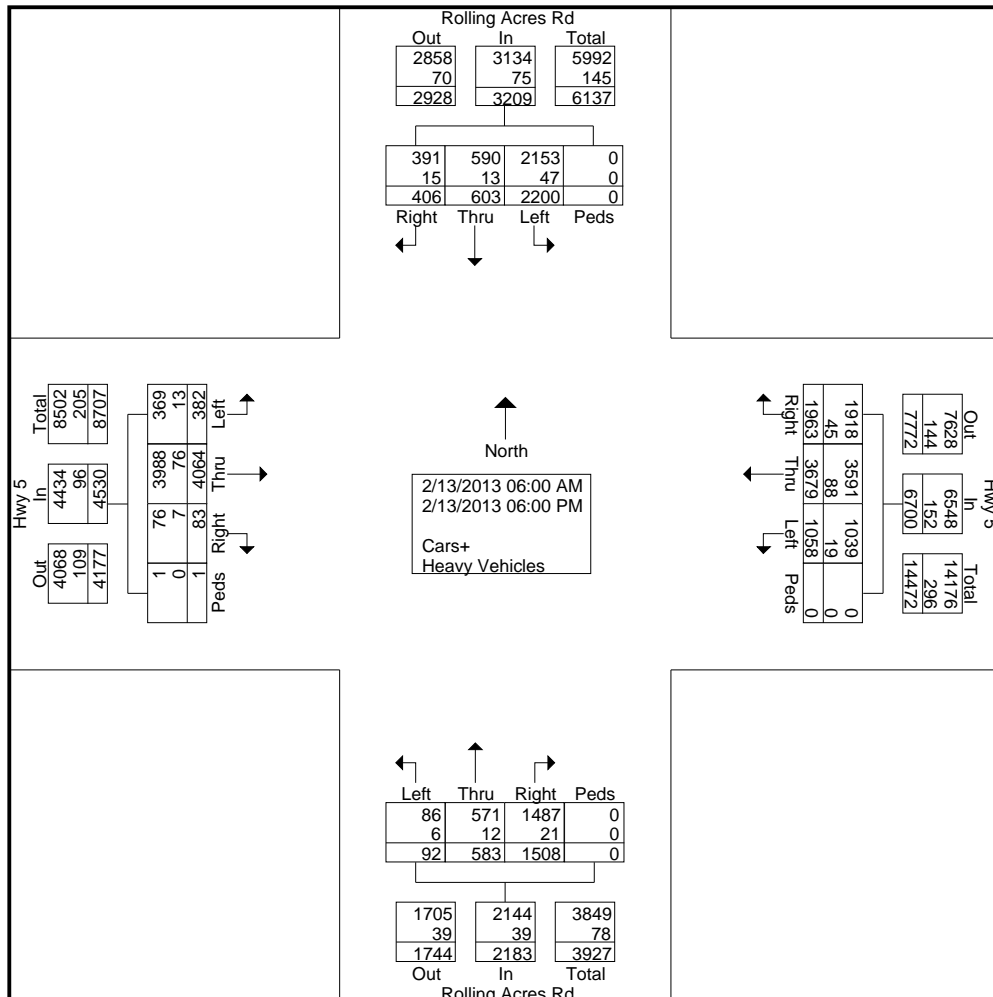 Rolling Acres Rd
Out In Total
2858 3134 5992
70 75 145
2928 3209 6137
391 590 2153 0
15 13 47 0
406 603 2200 0
Right Thru Left Peds
Hwy 5
Total In Out
8502 4434 4068
205 96 109
8707 4530 4177
369 3988 76 1
13 76 7 0
382 4064 83 1
Left Thru Right Peds
North
2/13/2013 06:00 AM
2/13/2013 06:00 PM
Cars+
Heavy Vehicles
Right Thru Left Peds
1918 3591 1039 0
45 88 19 0
1963 3679 1058 0
Hwy 5
Out In Total
7628 6548 14176
144 152 296
7772 6700 14472
Left Thru Right Peds
86 571 1487 0
6 12 21 0
92 583 1508 0
1705 2144 3849
39 39 78
1744 2183 3927
Out In Total
Rolling Acres Rd